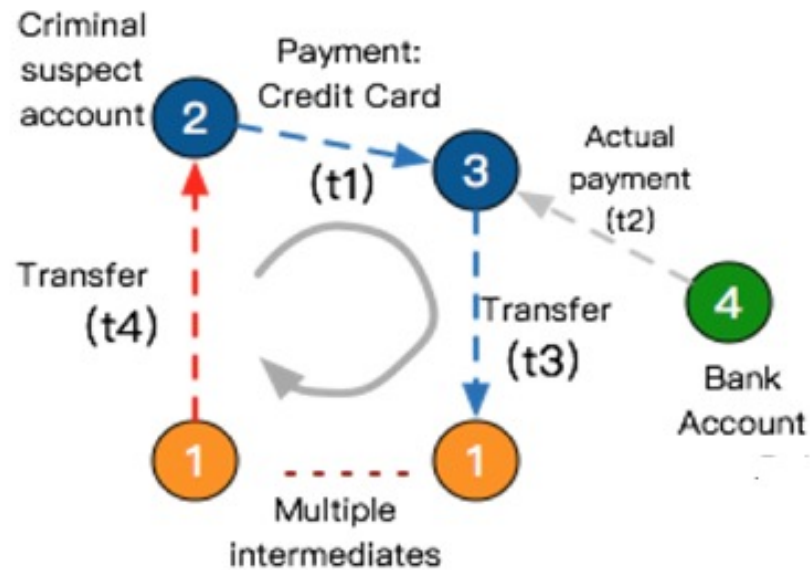 Criminal
suspect
account
2
Payment:
Credit Card
(t1)
3
Actual
payment
(t2)
4
Bank
Account
Transfer
(t4)
Transfer
(t3)
1
1
Multiple
intermediates